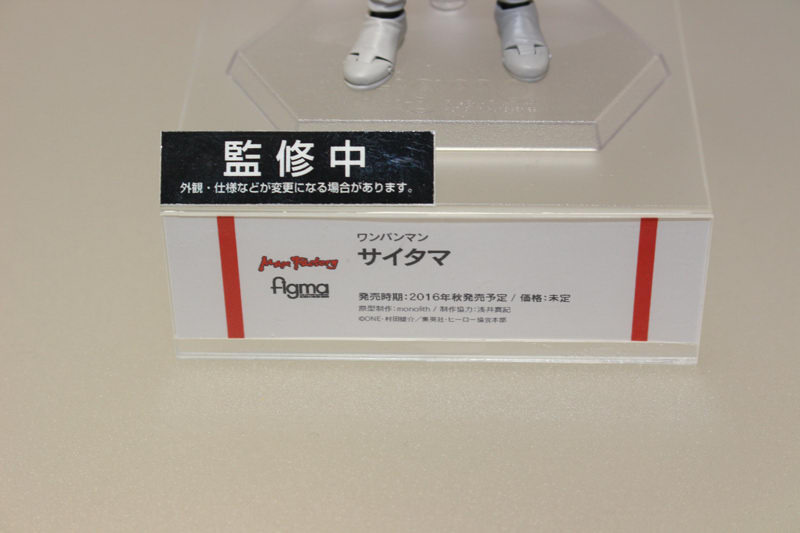 監修中
外観・仕様などが変更になる場合があります。
ワンパンマン
サイタマ
Max Factory
figma
発売時期:2016年秋発売予定 / 価格:未定
原型制作:monolith / 制作協力:浅井真紀
©ONE・村田雄介/集英社・ヒーロー協会本部